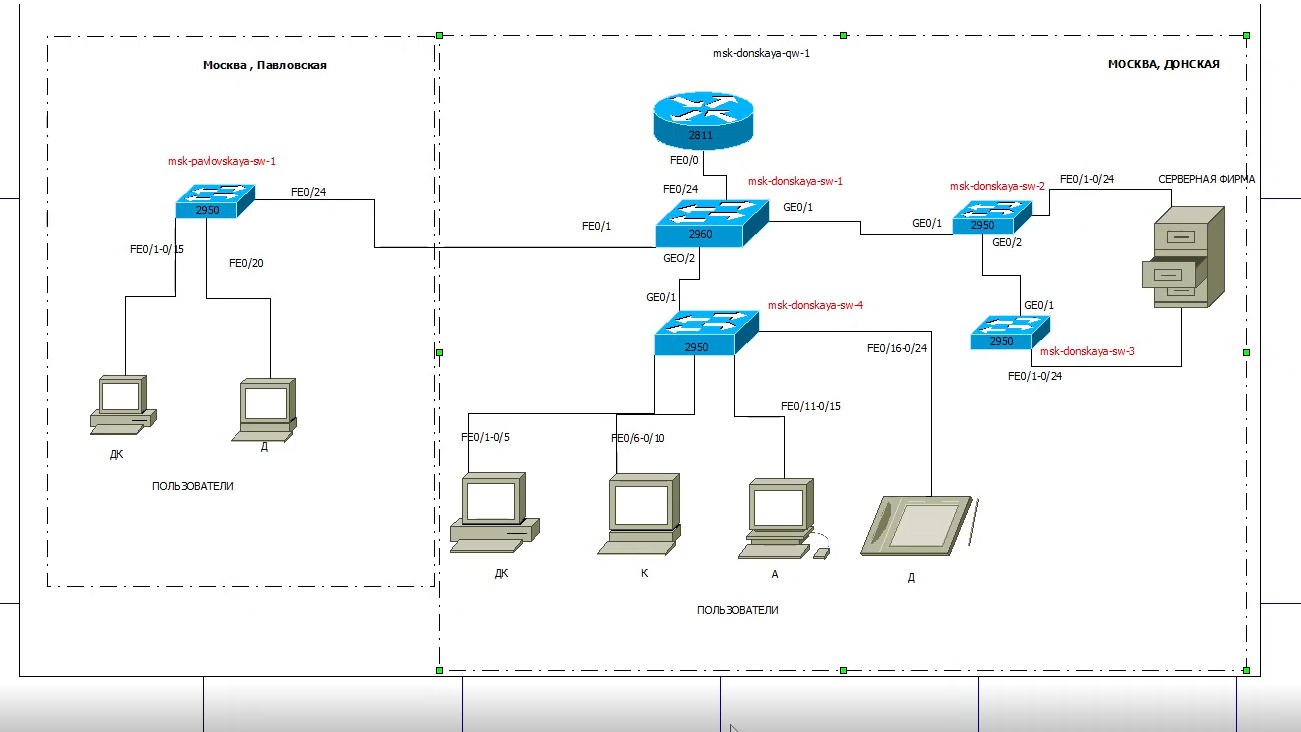 msk-donskaya-qw-1
Москва , Павловская
МОСКВА, ДОНСКАЯ
2811
FE0/0
msk-pavlovskaya-sw-1
FE0/24
msk-donskaya-sw-1
msk-donskaya-sw-2
FE0/1-0/24
СЕРВЕРНАЯ ФИРМА
FE0/24
2950
GE0/1
FE0/1
2960
GE0/1
2950
GE0/2
FE0/1-0/15
FE0/20
GEO/2
GE0/1
msk-donskaya-sw-4
GE0/1
2950
FE0/16-0/24
2950
msk-donskaya-sw-3
FE0/1-0/24
FE0/11-0/15
FE0/1-0/5
FE0/6-0/10
ДК
Д
ПОЛЬЗОВАТЕЛИ
ДК
К
А
Д
ПОЛЬЗОВАТЕЛИ